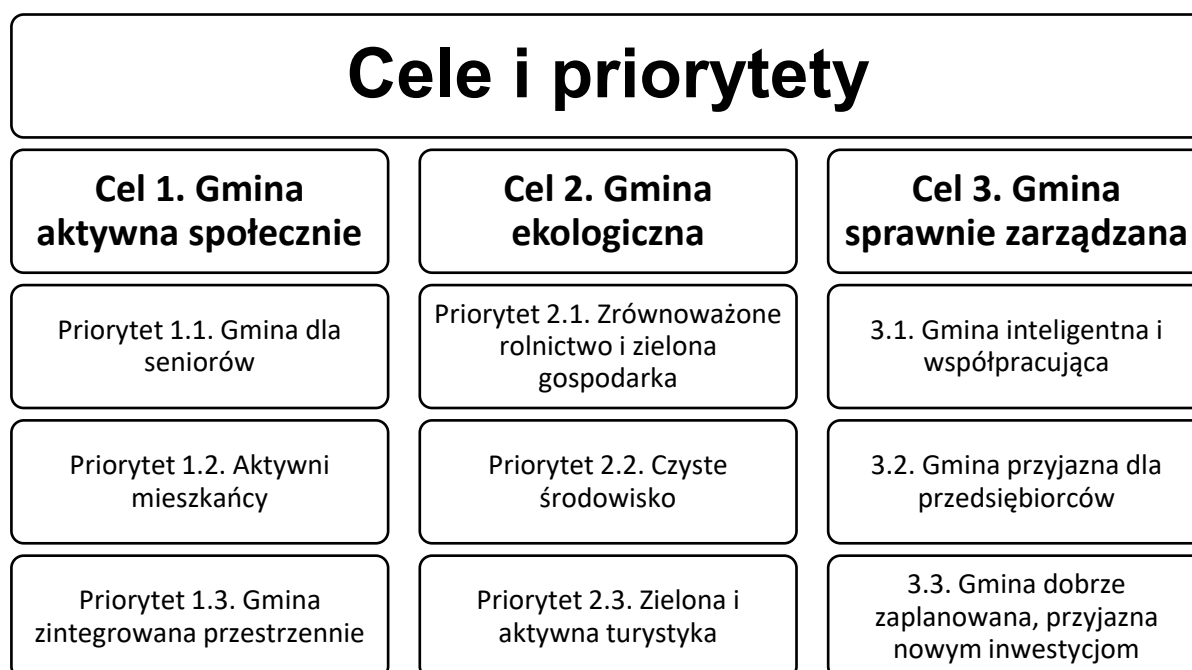 Cele i priorytety
Cel 1. Gmina
aktywna społecznie
Cel 2. Gmina
ekologiczna
Cel 3. Gmina
sprawnie zarządzana
Priorytet 1.1. Gmina dla
seniorów
Priorytet 2.1. Zrównoważone
rolnictwo i zielona
gospodarka
3.1. Gmina inteligentna i
współpracująca
Priorytet 1.2. Aktywni
mieszkańcy
Priorytet 2.2. Czyste
środowisko
3.2. Gmina przyjazna dla
przedsiębiorców
Priorytet 1.3. Gmina
zintegrowana przestrzennie
Priorytet 2.3. Zielona i
aktywna turystyka
3.3. Gmina dobrze
zaplanowana, przyjazna
nowym inwestycjom